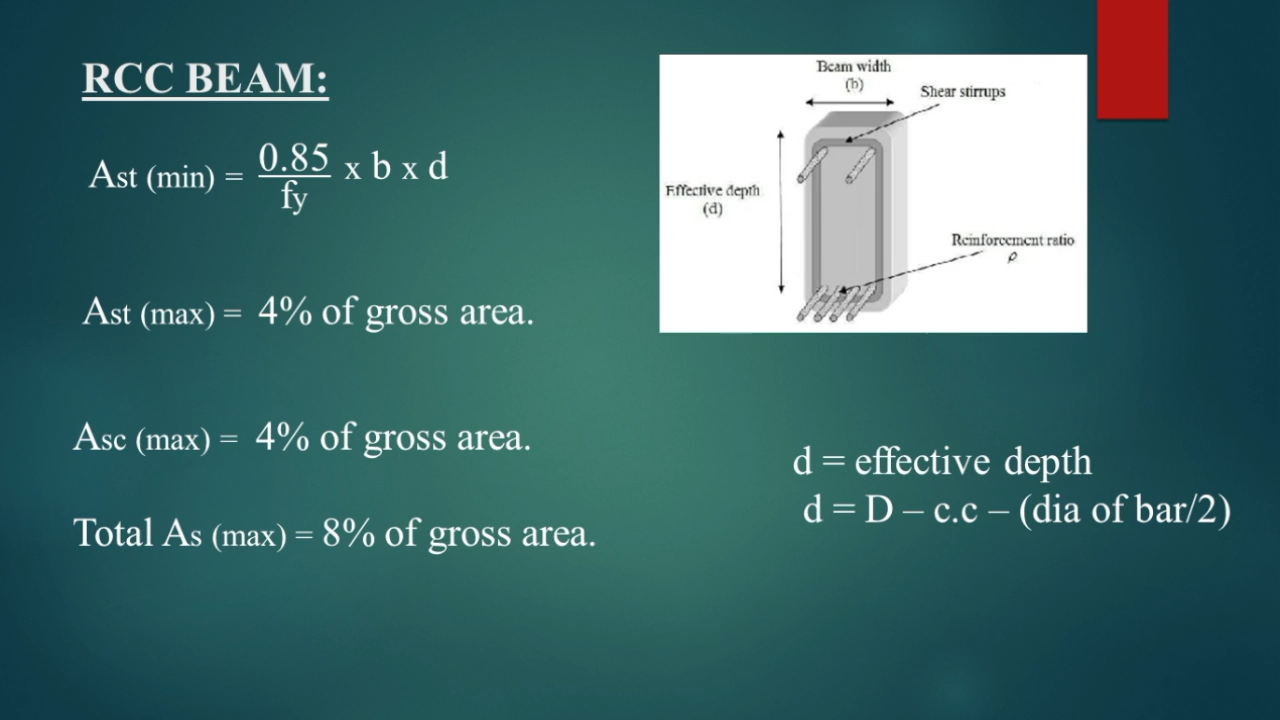 RCC BEAM:
Ast (min) = 0.85/fy x b x d
Ast (max) = 4% of gross area.
Asc (max) = 4% of gross area.
Total As (max) = 8% of gross area.
Beam width
(b)
Shear stirrups
Effective depth
(d)
Reinforcement ratio
ρ
d = effective depth
d = D – c.c – (dia of bar/2)